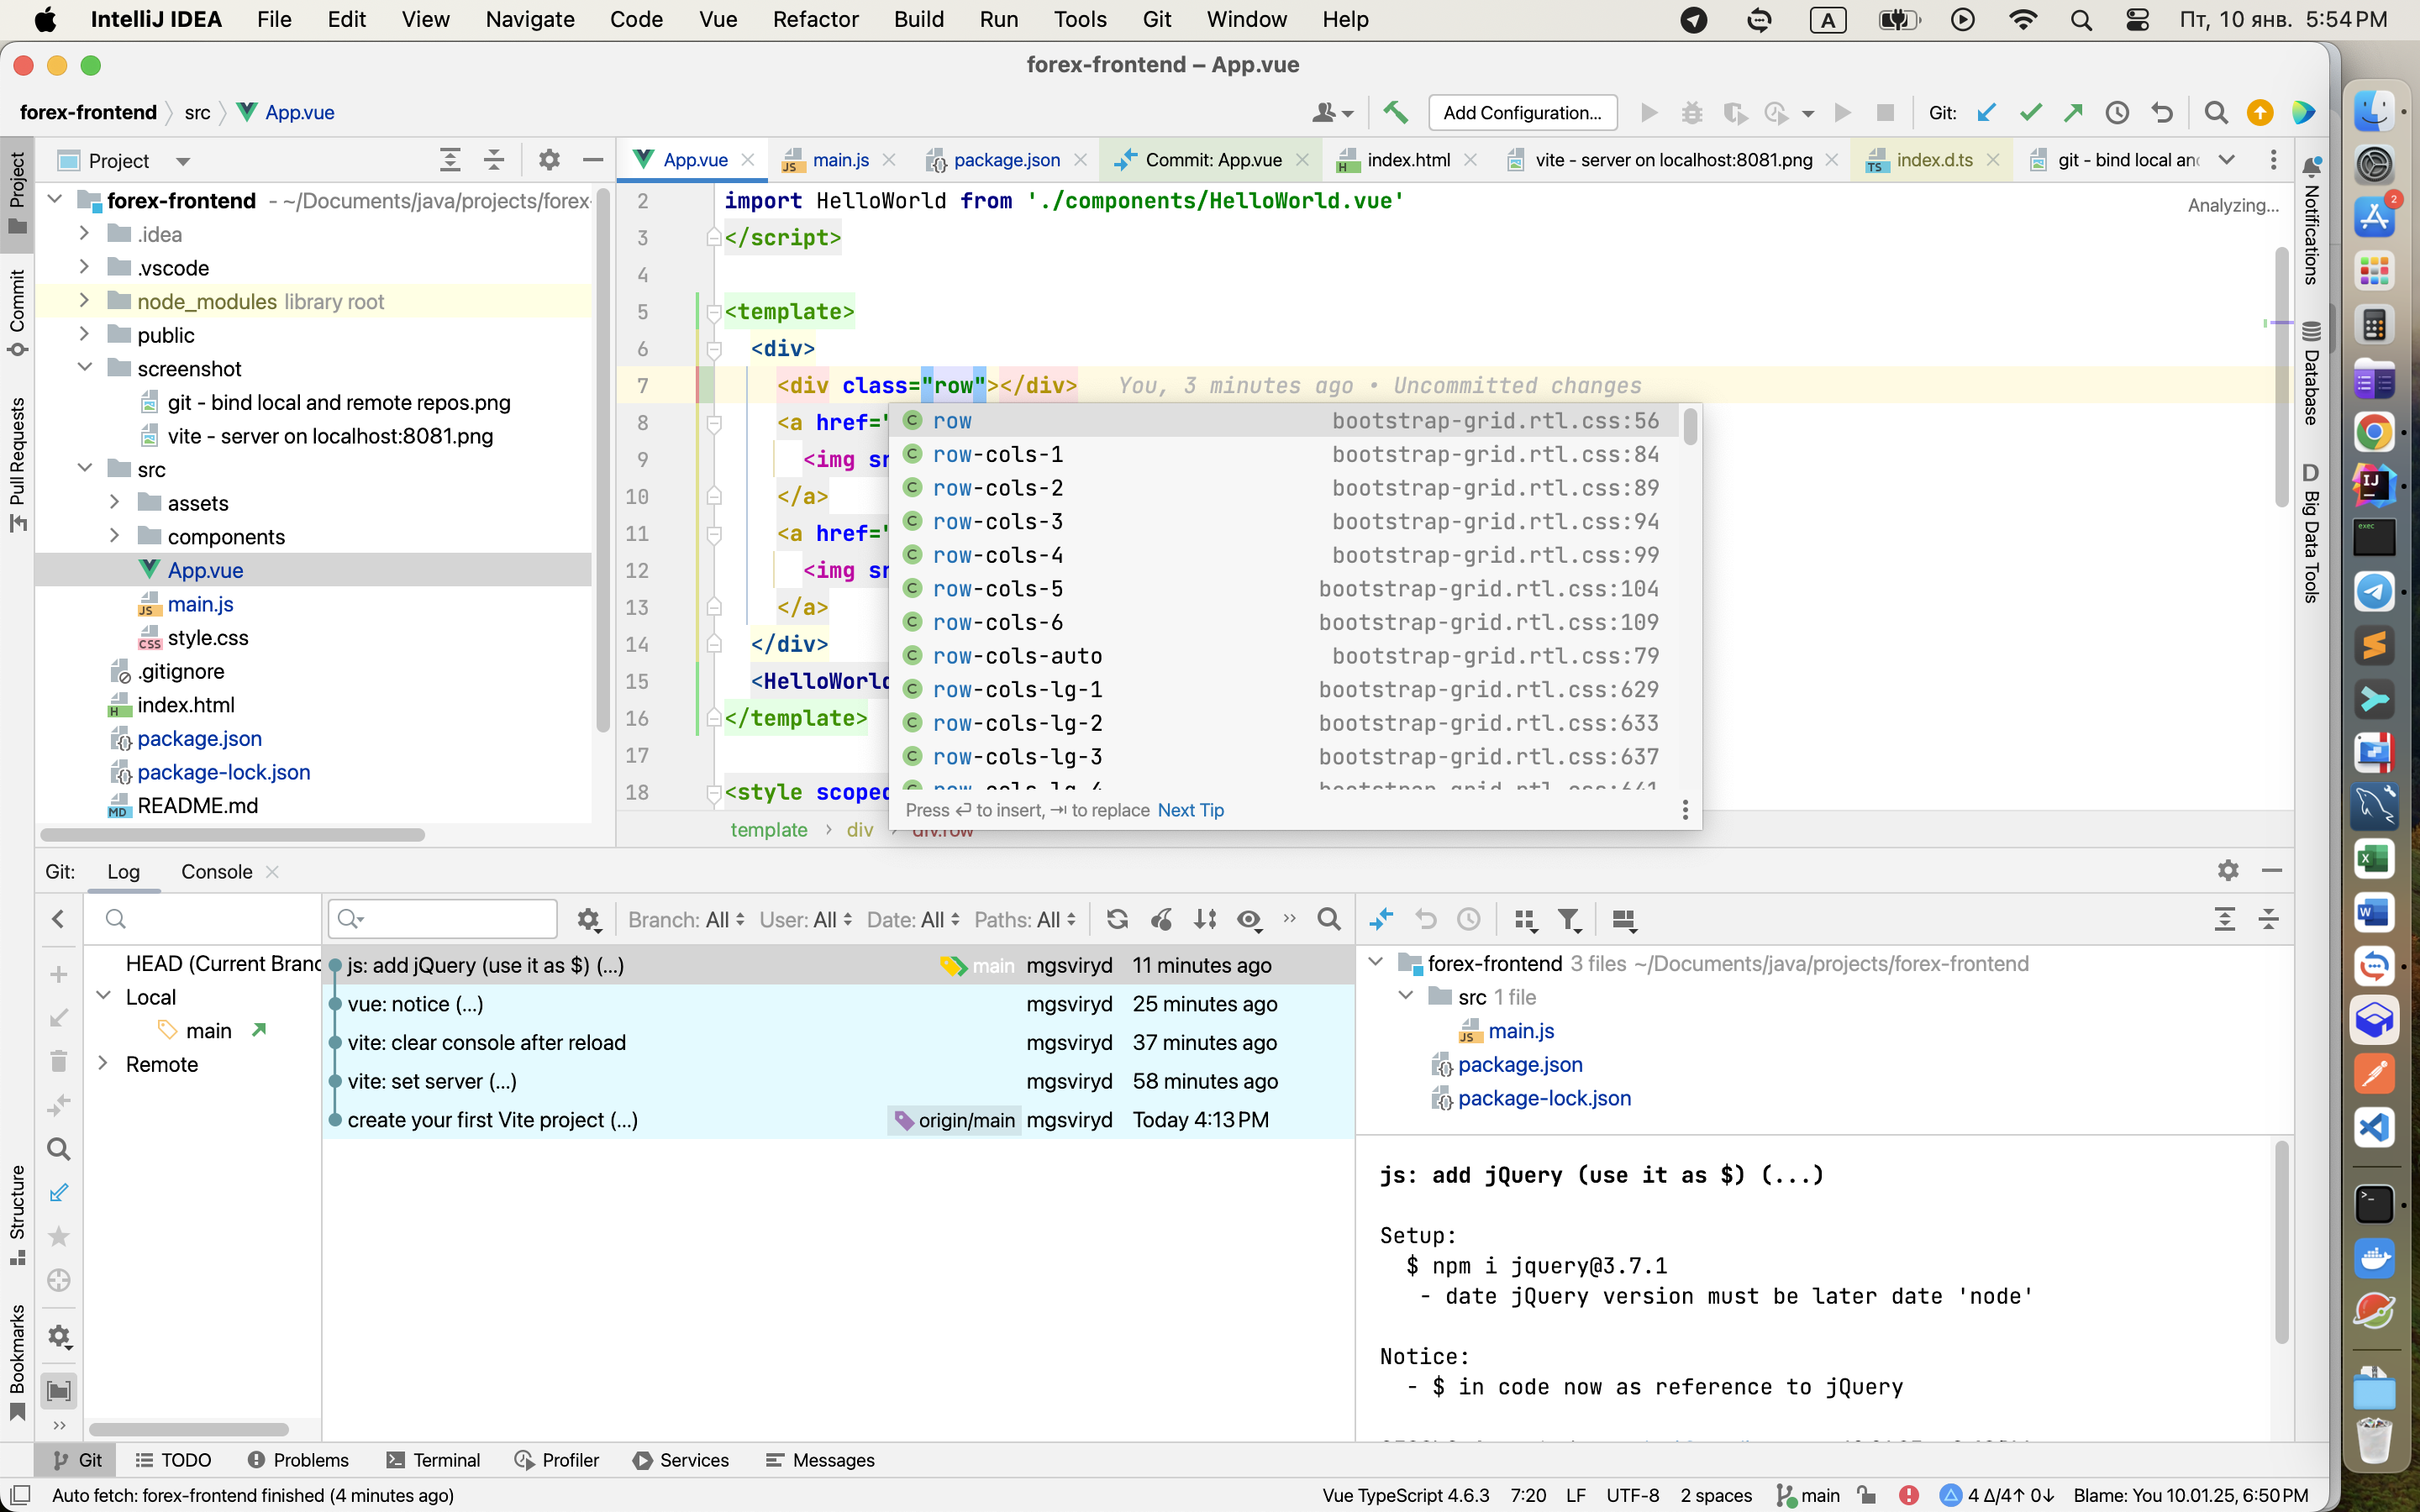 IntelliJ IDEA File Edit View Navigate Code Vue Refactor Build Run Tools Git Window Help A Пт, 10 янв. 5:54 PM
forex-frontend – App.vue
forex-frontend src App.vue Add Configuration... Git:
Project
Commit
Pull Requests
Structure
Bookmarks
Project
forex-frontend - ~/Documents/java/projects/forex-
.idea
.vscode
node_modules library root
public
screenshot
git - bind local and remote repos.png
vite - server on localhost:8081.png
src
assets
components
App.vue
main.js
style.css
.gitignore
index.html
package.json
package-lock.json
README.md
App.vue main.js package.json Commit: App.vue index.html vite - server on localhost:8081.png index.d.ts git - bind local an
Analyzing...
2 import HelloWorld from './components/HelloWorld.vue'
3 </script>
4
5 <template>
6 <div>
7 <div class="row"></div> You, 3 minutes ago • Uncommitted changes
8 <a href="
9 <img sr
10 </a>
11 <a href="
12 <img sr
13 </a>
14 </div>
15 <HelloWorld
16 </template>
17
18 <style scoped
row bootstrap-grid.rtl.css:56
row-cols-1 bootstrap-grid.rtl.css:84
row-cols-2 bootstrap-grid.rtl.css:89
row-cols-3 bootstrap-grid.rtl.css:94
row-cols-4 bootstrap-grid.rtl.css:99
row-cols-5 bootstrap-grid.rtl.css:104
row-cols-6 bootstrap-grid.rtl.css:109
row-cols-auto bootstrap-grid.rtl.css:79
row-cols-lg-1 bootstrap-grid.rtl.css:629
row-cols-lg-2 bootstrap-grid.rtl.css:633
row-cols-lg-3 bootstrap-grid.rtl.css:637
row-cols-lg-4 bootstrap-grid.rtl.css:641
Press ↵ to insert, → to replace Next Tip
template › div › div.row
Notifications
Database
D Big Data Tools
Git: Log Console
Branch: All User: All Date: All Paths: All
HEAD (Current Branc
Local
main
Remote
js: add jQuery (use it as $) (...) main mgsviryd 11 minutes ago
vue: notice (...) mgsviryd 25 minutes ago
vite: clear console after reload mgsviryd 37 minutes ago
vite: set server (...) mgsviryd 58 minutes ago
create your first Vite project (...) origin/main mgsviryd Today 4:13 PM
forex-frontend 3 files ~/Documents/java/projects/forex-frontend
src 1 file
main.js
package.json
package-lock.json
js: add jQuery (use it as $) (...)
Setup:
$ npm i jquery@3.7.1
- date jQuery version must be later date 'node'
Notice:
- $ in code now as reference to jQuery
Git TODO Problems Terminal Profiler Services Messages
Auto fetch: forex-frontend finished (4 minutes ago) Vue TypeScript 4.6.3 7:20 LF UTF-8 2 spaces main 4 Δ/4↑ 0↓ Blame: You 10.01.25, 6:50 PM